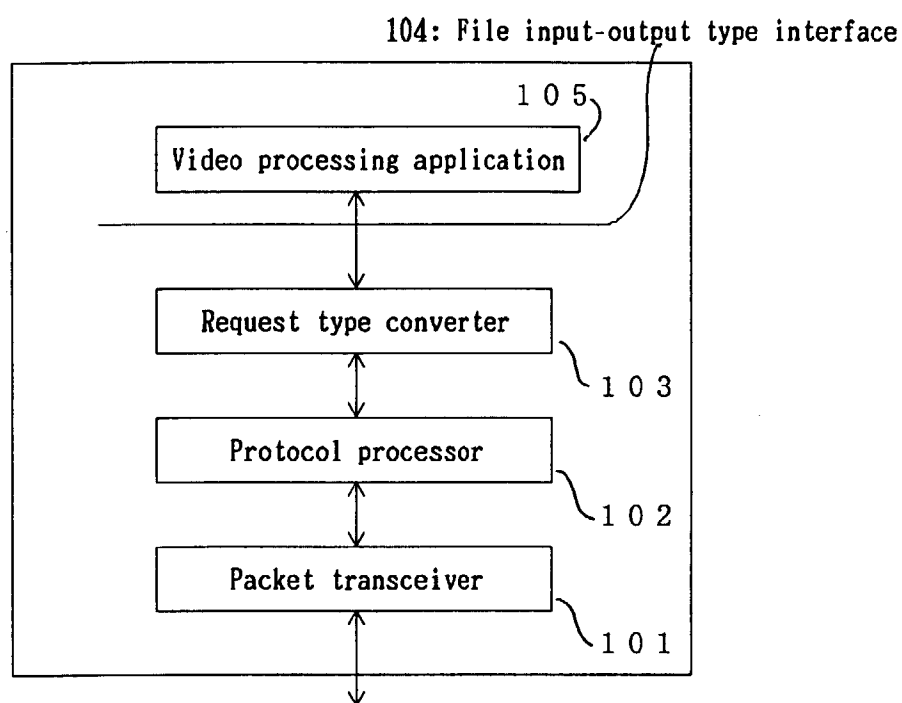 104: File input-output type interface
105
Video processing application
Request type converter
103
Protocol processor
102
Packet transceiver
101